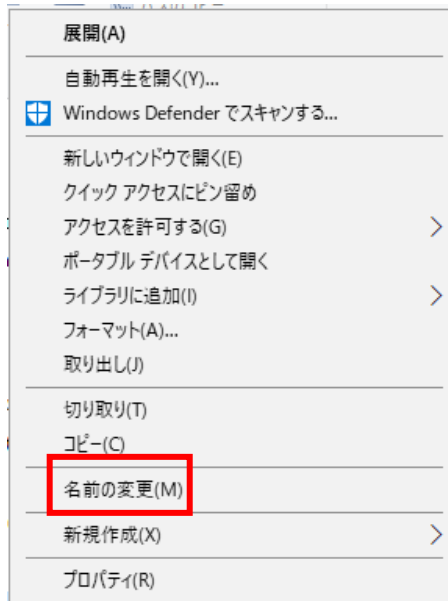 展開(A)
自動再生を開く(Y)...
Windows Defender でスキャンする...
新しいウィンドウで開く(E)
クイック アクセスにピン留め
アクセスを許可する(G)
ポータブル デバイスとして開く
ライブラリに追加(I)
フォーマット(A)...
取り出し(J)
切り取り(T)
コピー(C)
名前の変更(M)
新規作成(X)
プロパティ(R)